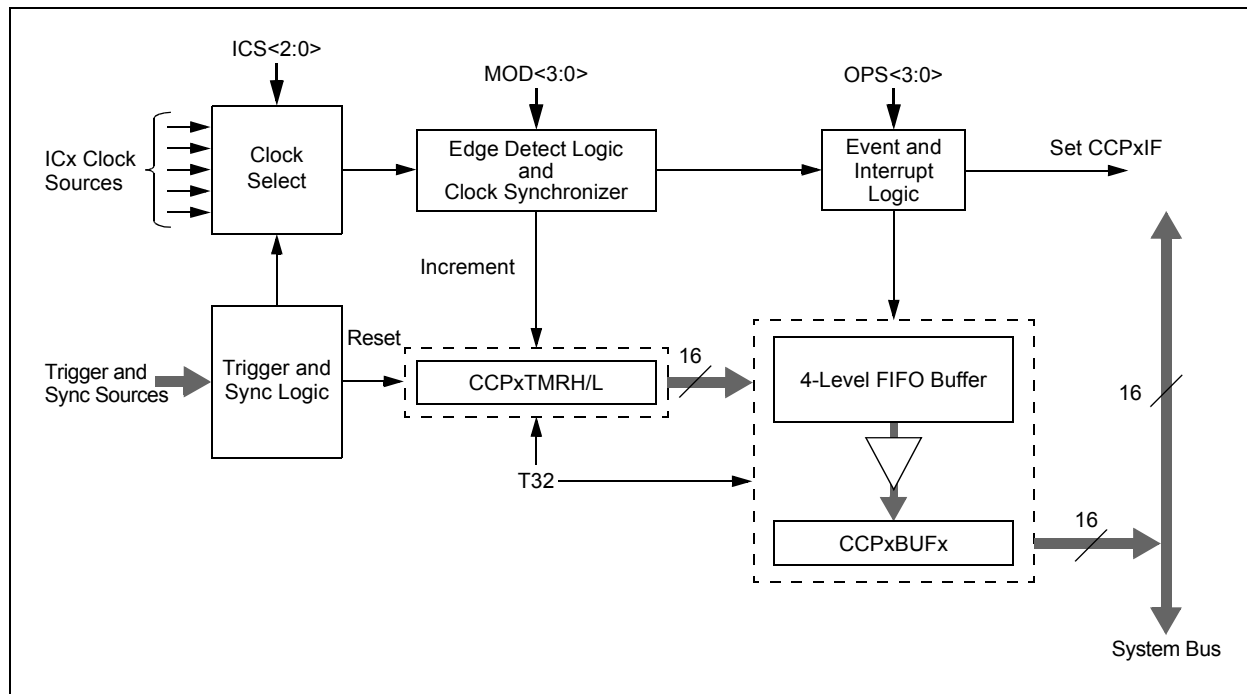 ICS<2:0>
MOD<3:0>
OPS<3:0>
ICx Clock
Sources
Clock
Select
Edge Detect Logic
and
Clock Synchronizer
Event and
Interrupt
Logic
Set CCPxIF
Increment
Reset
Trigger and
Sync Sources
Trigger and
Sync Logic
CCPxTMRH/L
16
4-Level FIFO Buffer
16
T32
CCPxBUFx
16
System Bus